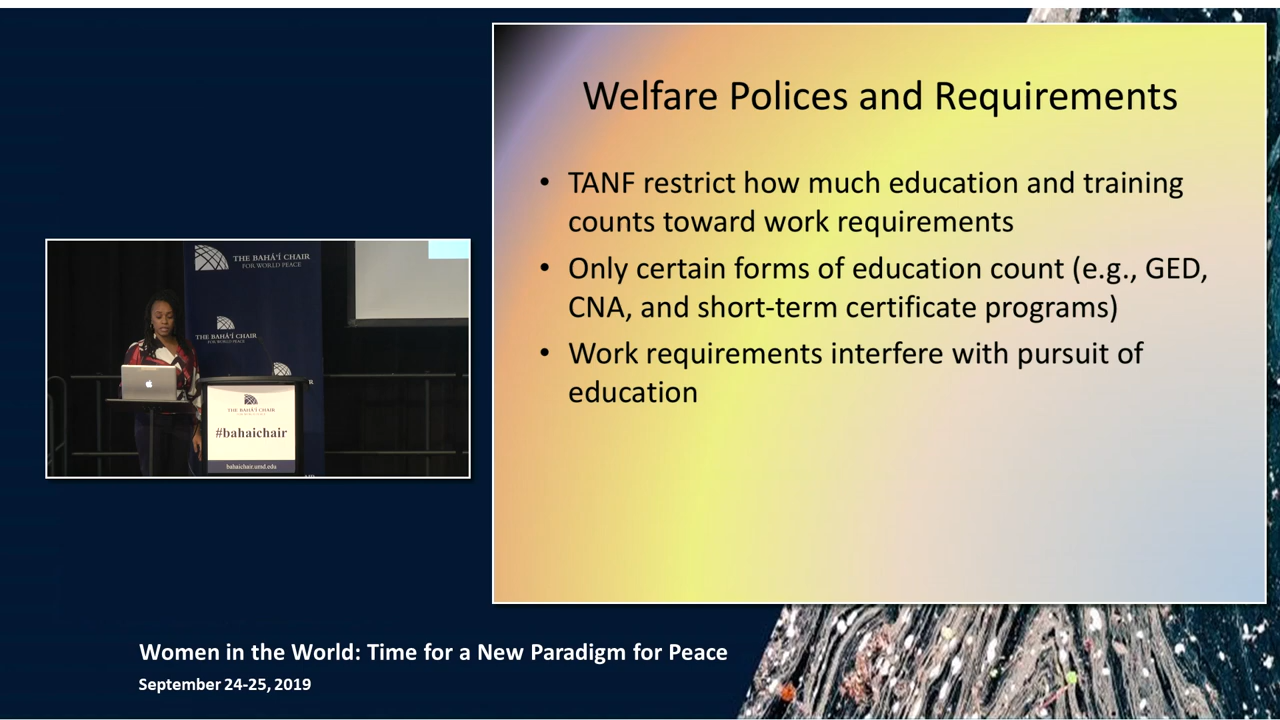 Welfare Polices and Requirements
• TANF restrict how much education and training
counts toward work requirements
• Only certain forms of education count (e.g., GED,
CNA, and short-term certificate programs)
• Work requirements interfere with pursuit of
education
THE BAHÁ'Í CHAIR
FOR WORLD PEACE
THE BAHÁ'Í CHAIR
FOR WORLD PEACE
THE BAHÁ'Í CHAIR
#bahaichair
bahaichair.umd.edu
Women in the World: Time for a New Paradigm for Peace
September 24-25, 2019